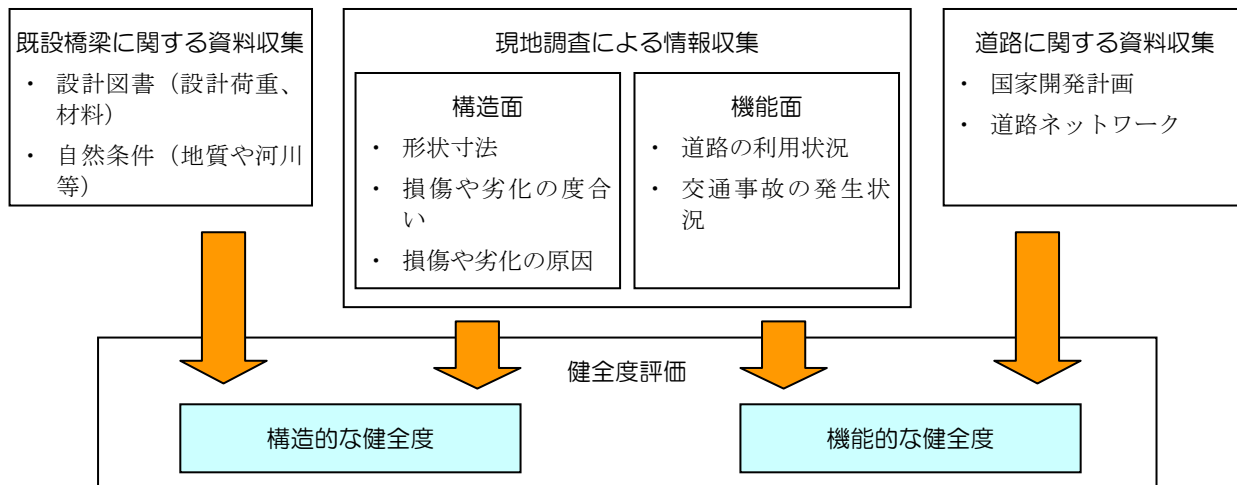 既設橋梁に関する資料収集
・ 設計図書（設計荷重、
材料）
・ 自然条件（地質や河川
等）
現地調査による情報収集
構造面
・ 形状寸法
・ 損傷や劣化の度合
い
・ 損傷や劣化の原因
機能面
・ 道路の利用状況
・ 交通事故の発生状
況
道路に関する資料収集
・ 国家開発計画
・ 道路ネットワーク
健全度評価
構造的な健全度
機能的な健全度